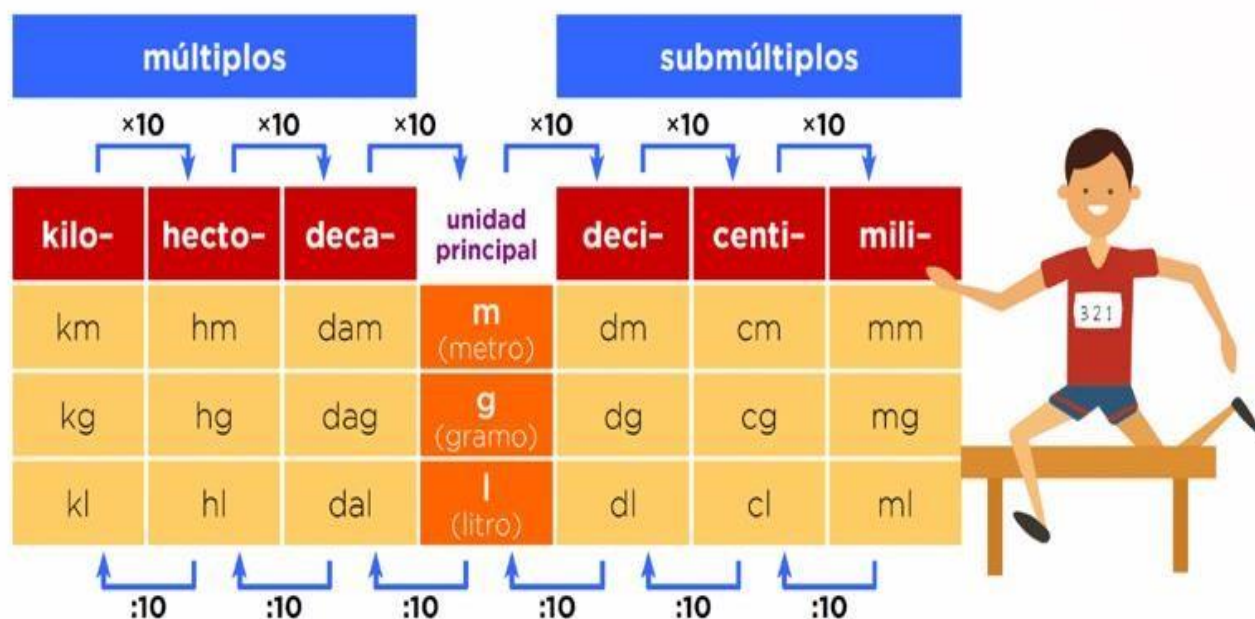 múltiplos submúltiplos
×10 ×10 ×10 ×10 ×10 ×10
kilo- hecto- deca- unidad principal deci- centi- mili-
km hm dam m (metro) dm cm mm
kg hg dag g (gramo) dg cg mg
kl hl dal l (litro) dl cl ml
:10 :10 :10 :10 :10 :10
321